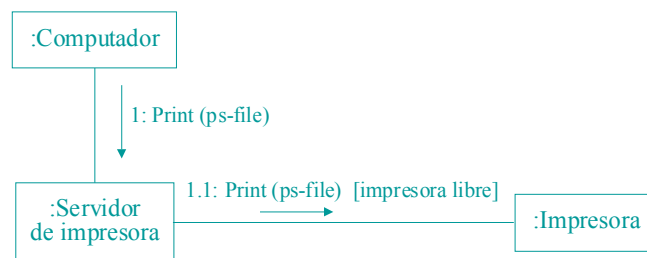 :Computador
1: Print (ps-file)
1.1: Print (ps-file) [impresora libre]
:Servidor
de impresora
:Impresora